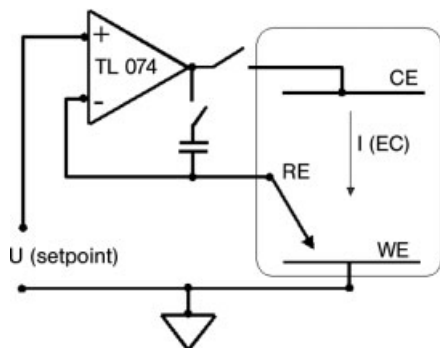 +
TL 074
-
CE
I (EC)
RE
U (setpoint)
WE